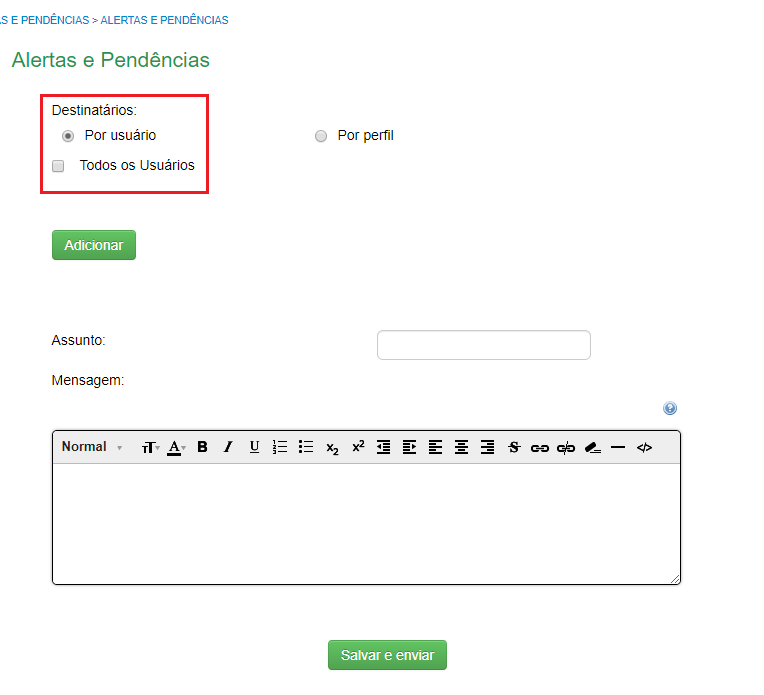 S E PENDÊNCIAS > ALERTAS E PENDÊNCIAS
Alertas e Pendências
Destinatários:
Por usuário
Por perfil
Todos os Usuários
Adicionar
Assunto:
Mensagem:
?
Normal TT A B I U x2 x2 S </>
Salvar e enviar